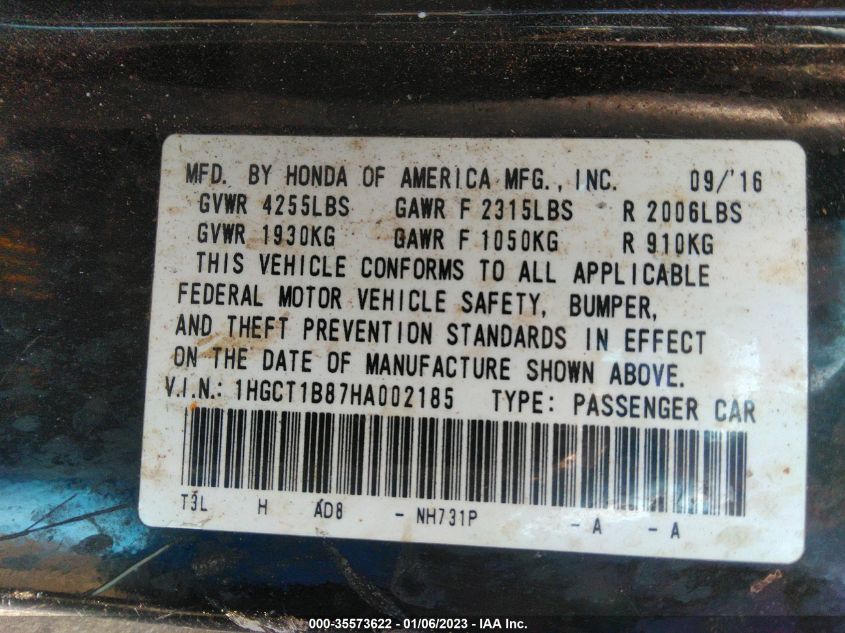 MFD. BY HONDA OF AMERICA MFG., INC. 09/'16
GVWR 4255LBS GAWR F 2315LBS R 2006LBS
GVWR 1930KG GAWR F 1050KG R 910KG
THIS VEHICLE CONFORMS TO ALL APPLICABLE
FEDERAL MOTOR VEHICLE SAFETY, BUMPER,
AND THEFT PREVENTION STANDARDS IN EFFECT
ON THE DATE OF MANUFACTURE SHOWN ABOVE.
V.I.N.: 1HGCT1B87HA002185 TYPE: PASSENGER CAR
T3L H AD8 - NH731P - A - A
000-35573622 — 01/06/2023 — IAA Inc.